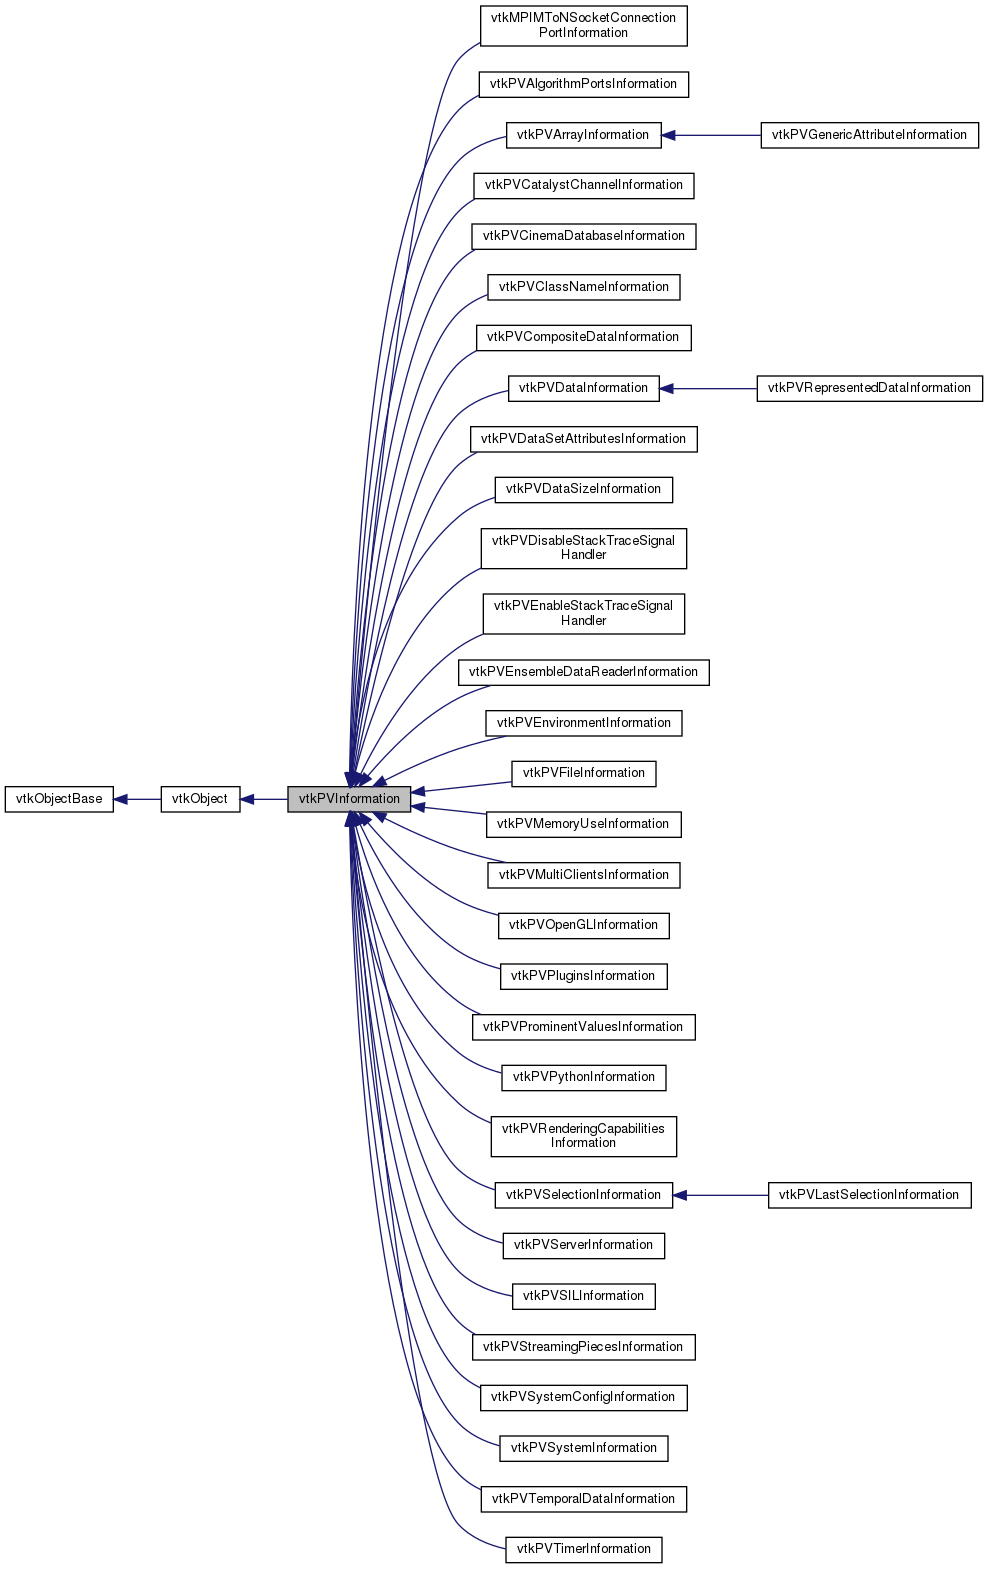 vtkMPIMToNSocketConnection
PortInformation
vtkPVAlgorithmPortsInformation
vtkPVArrayInformation
vtkPVGenericAttributeInformation
vtkPVCatalystChannelInformation
vtkPVCinemaDatabaseInformation
vtkPVClassNameInformation
vtkPVCompositeDataInformation
vtkPVDataInformation
vtkPVRepresentedDataInformation
vtkPVDataSetAttributesInformation
vtkPVDataSizeInformation
vtkPVDisableStackTraceSignal
Handler
vtkPVEnableStackTraceSignal
Handler
vtkPVEnsembleDataReaderInformation
vtkPVEnvironmentInformation
vtkPVFileInformation
vtkObjectBase
vtkObject
vtkPVInformation
vtkPVMemoryUseInformation
vtkPVMultiClientsInformation
vtkPVOpenGLInformation
vtkPVPluginsInformation
vtkPVProminentValuesInformation
vtkPVPythonInformation
vtkPVRenderingCapabilities
Information
vtkPVSelectionInformation
vtkPVLastSelectionInformation
vtkPVServerInformation
vtkPVSILInformation
vtkPVStreamingPiecesInformation
vtkPVSystemConfigInformation
vtkPVSystemInformation
vtkPVTemporalDataInformation
vtkPVTimerInformation